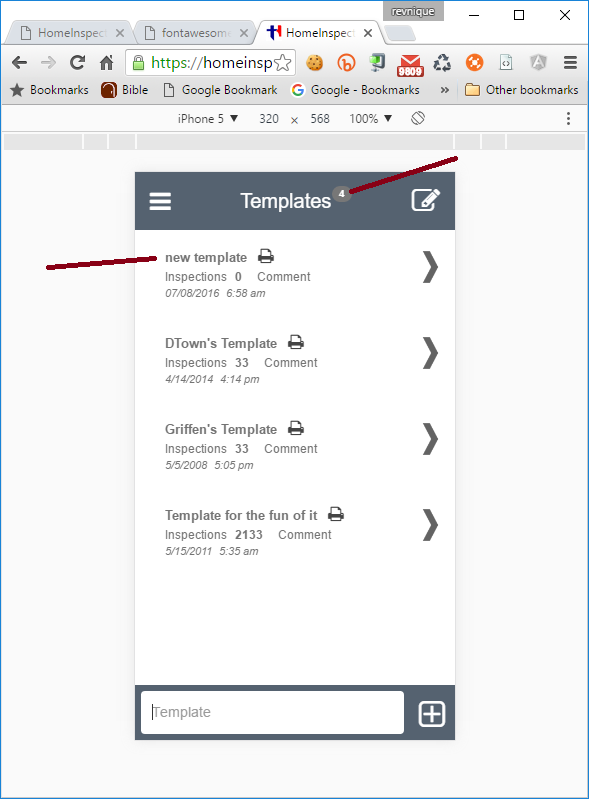 revnique
HomeInspect
fontawesome
HomeInspect
https://homeinsp
9809
Bookmarks Bible Google Bookmark Google - Bookmarks » Other bookmarks
iPhone 5 ▼ 320 × 568 100% ▼
Templates 4
new template
Inspections 0 Comment
07/08/2016 6:58 am
DTown's Template
Inspections 33 Comment
4/14/2014 4:14 pm
Griffen's Template
Inspections 33 Comment
5/5/2008 5:05 pm
Template for the fun of it
Inspections 2133 Comment
5/15/2011 5:35 am
Template